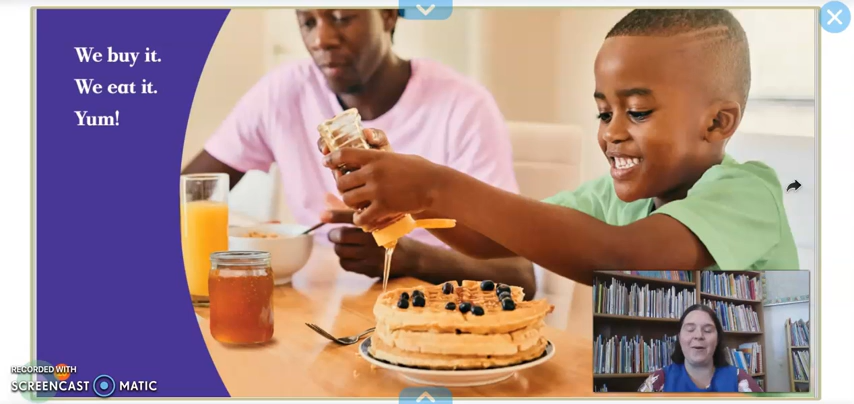 We buy it.
We eat it.
Yum!
RECORDED WITH
SCREENCAST MATIC